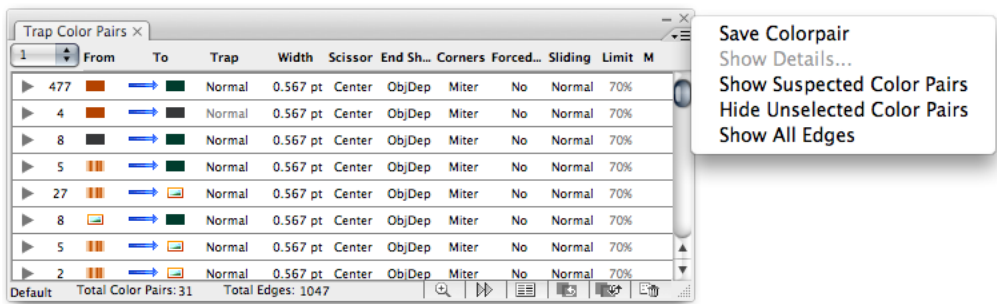 Trap Color Pairs
1 From To Trap Width Scissor End Sh... Corners Forced... Sliding Limit M
477 Normal 0.567 pt Center ObjDep Miter No Normal 70%
4 Normal 0.567 pt Center ObjDep Miter No Normal 70%
8 Normal 0.567 pt Center ObjDep Miter No Normal 70%
5 Normal 0.567 pt Center ObjDep Miter No Normal 70%
27 Normal 0.567 pt Center ObjDep Miter No Normal 70%
8 Normal 0.567 pt Center ObjDep Miter No Normal 70%
5 Normal 0.567 pt Center ObjDep Miter No Normal 70%
2 Normal 0.567 pt Center ObjDep Miter No Normal 70%
Default Total Color Pairs: 31 Total Edges: 1047
Save Colorpair
Show Details...
Show Suspected Color Pairs
Hide Unselected Color Pairs
Show All Edges